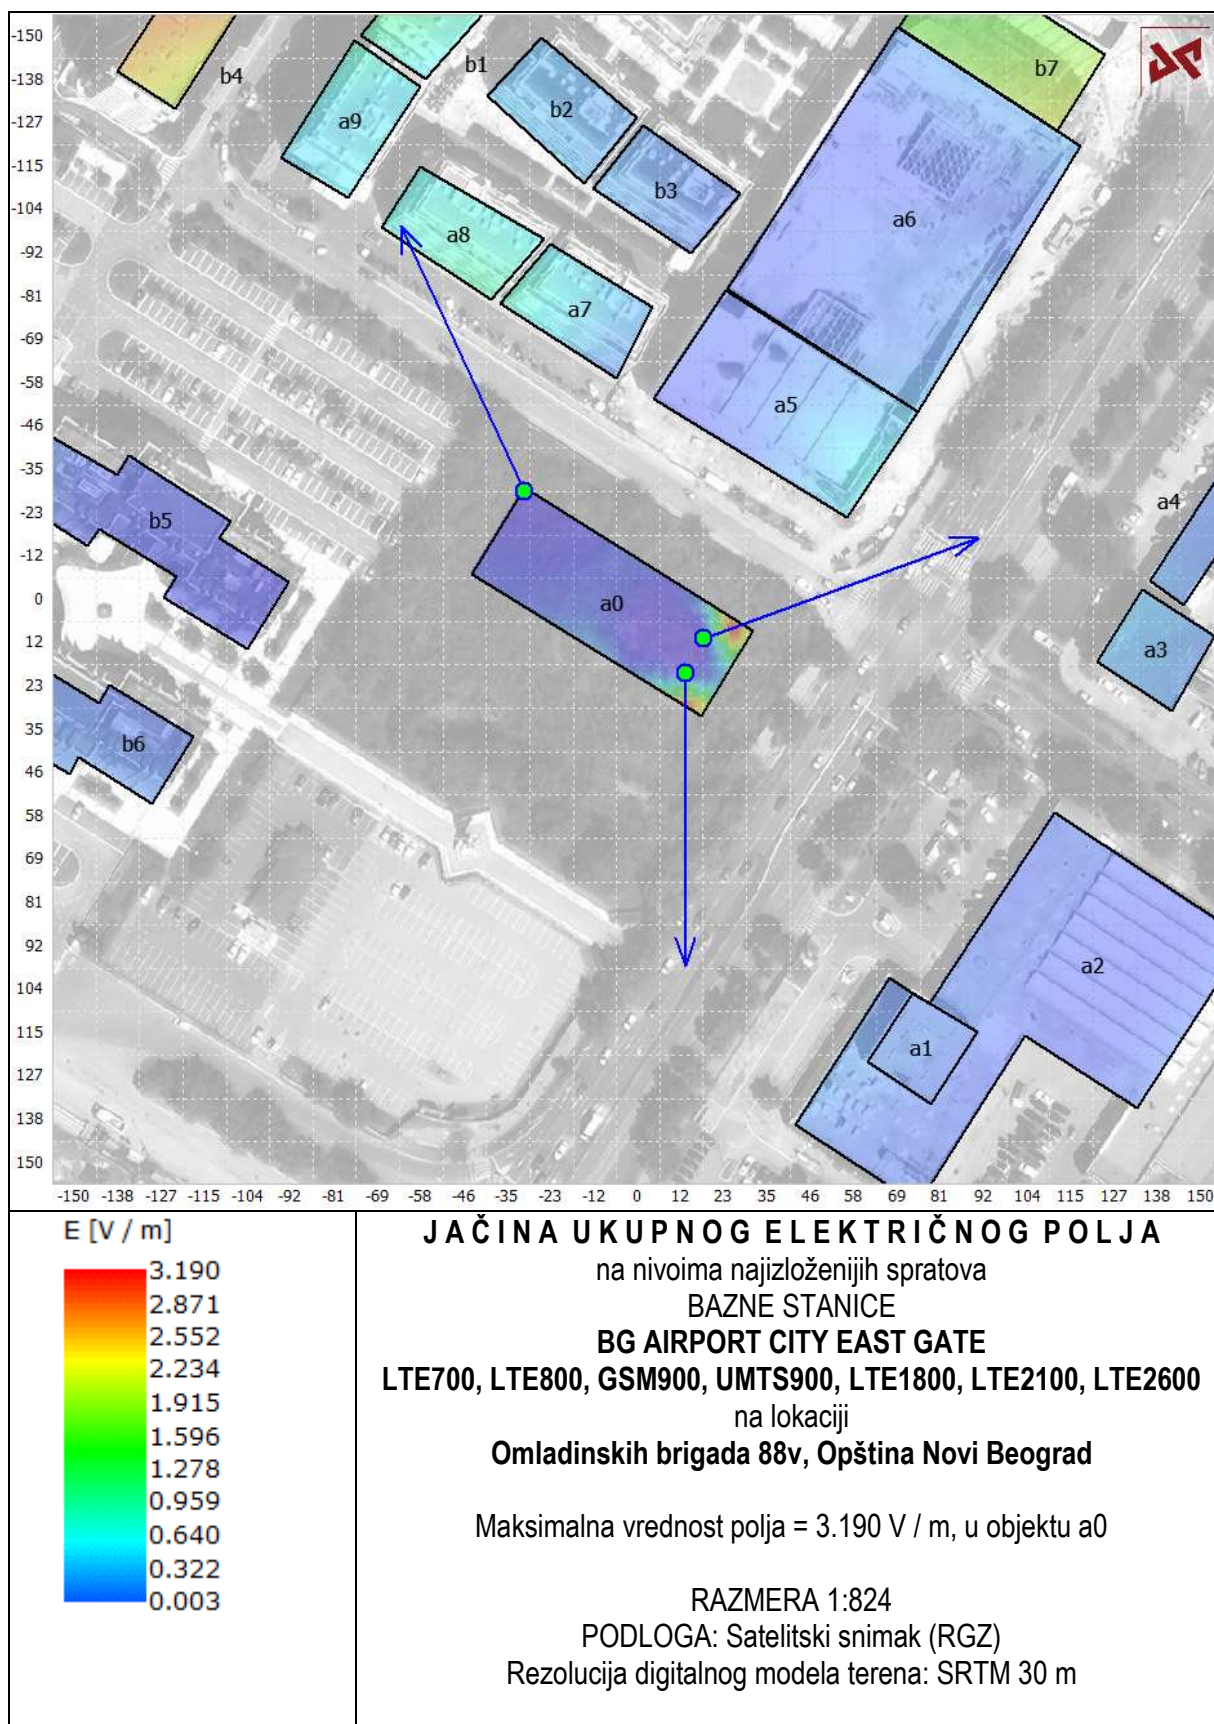 -150
-138
-127
-115
-104
-92
-81
-69
-58
-46
-35
-23
-12
0
12
23
35
46
58
69
81
92
104
115
127
138
150
b4
b1
b7
a9
b2
b3
a8
a6
a7
a5
a4
b5
a0
a3
b6
a2
a1
-150 -138 -127 -115 -104 -92 -81 -69 -58 -46 -35 -23 -12 0 12 23 35 46 58 69 81 92 104 115 127 138 150
E [V / m]
3.190
2.871
2.552
2.234
1.915
1.596
1.278
0.959
0.640
0.322
0.003
JAČINA UKUPNOG ELEKTRIČNOG POLJA
na nivoima najizloženijih spratova
BAZNE STANICE
BG AIRPORT CITY EAST GATE
LTE700, LTE800, GSM900, UMTS900, LTE1800, LTE2100, LTE2600
na lokaciji
Omladinskih brigada 88v, Opština Novi Beograd
Maksimalna vrednost polja = 3.190 V / m, u objektu a0
RAZMERA 1:824
PODLOGA: Satelitski snimak (RGZ)
Rezolucija digitalnog modela terena: SRTM 30 m